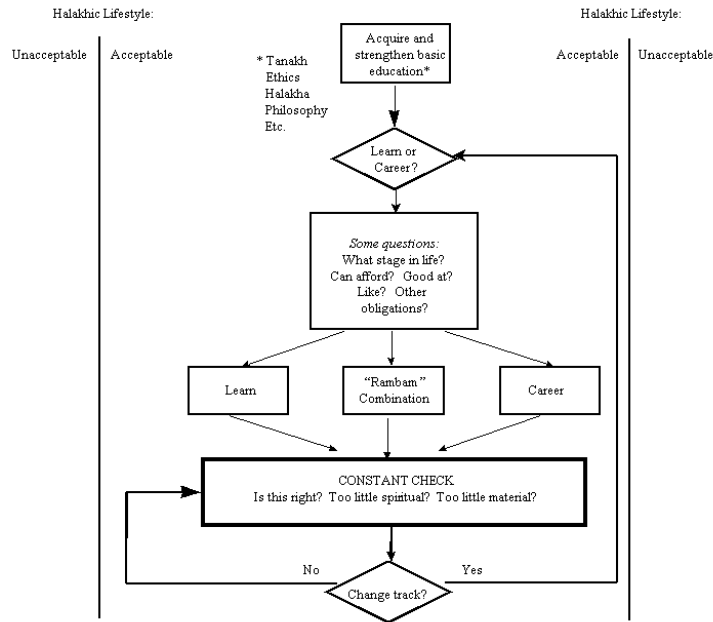 Halakhic Lifestyle:
Unacceptable
Acceptable
Halakhic Lifestyle:
Acceptable
Unacceptable
Acquire and
strengthen basic
education*
* Tanakh
Ethics
Halakha
Philosophy
Etc.
Learn or
Career?
Some questions:
What stage in life?
Can afford? Good at?
Like? Other
obligations?
Learn
“Rambam”
Combination
Career
CONSTANT CHECK
Is this right? Too little spiritual? Too little material?
No
Yes
Change track?